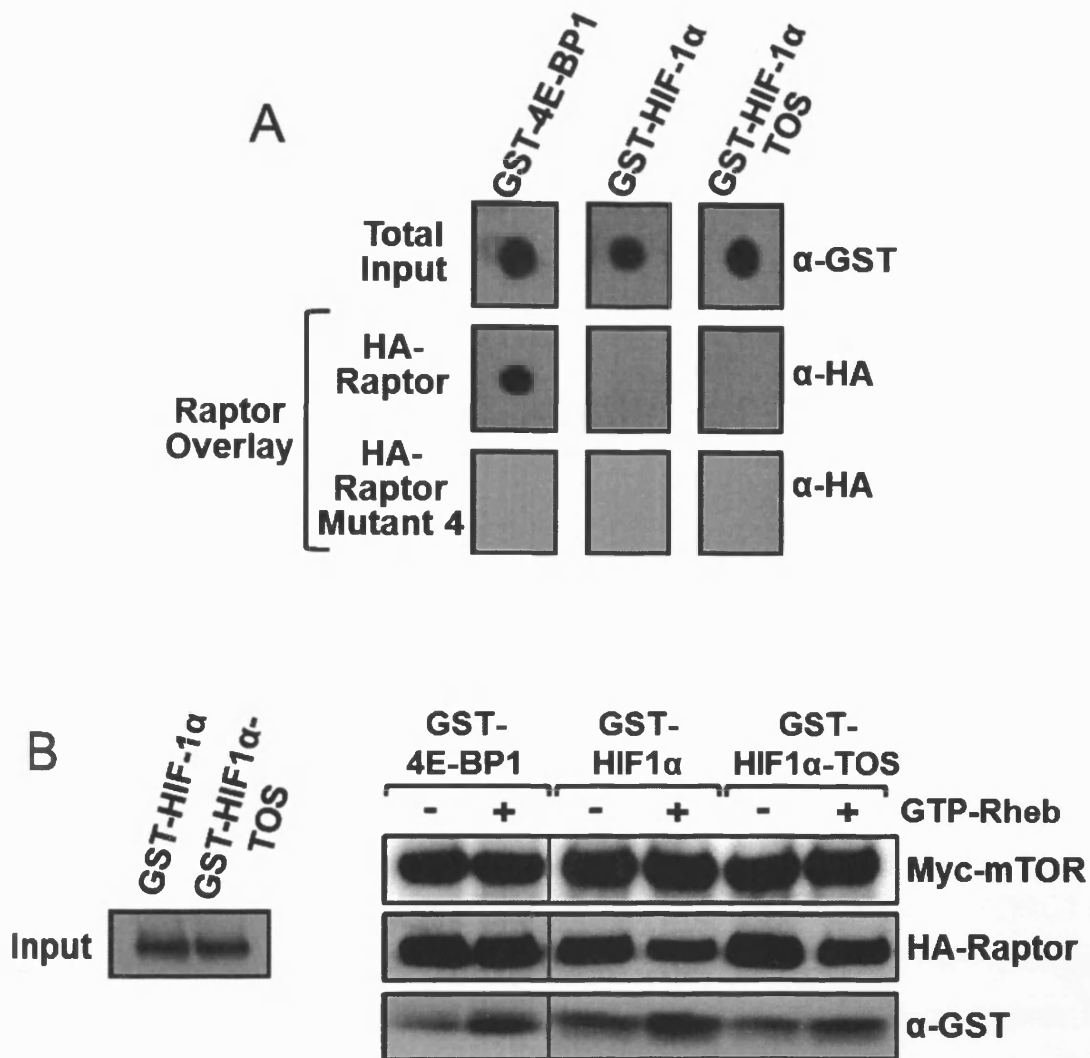 A
GST-4E-BP1
GST-HIF-1α
GST-HIF-1α
TOS
Total
Input
α-GST
HA-
Raptor
α-HA
Raptor
Overlay
HA-
Raptor
Mutant 4
α-HA
B
GST-HIF-1α
GST-HIF1α-
TOS
Input
GST-
4E-BP1
GST-
HIF1α
GST-
HIF1α-TOS
- + - + - + GTP-Rheb
Myc-mTOR
HA-Raptor
α-GST